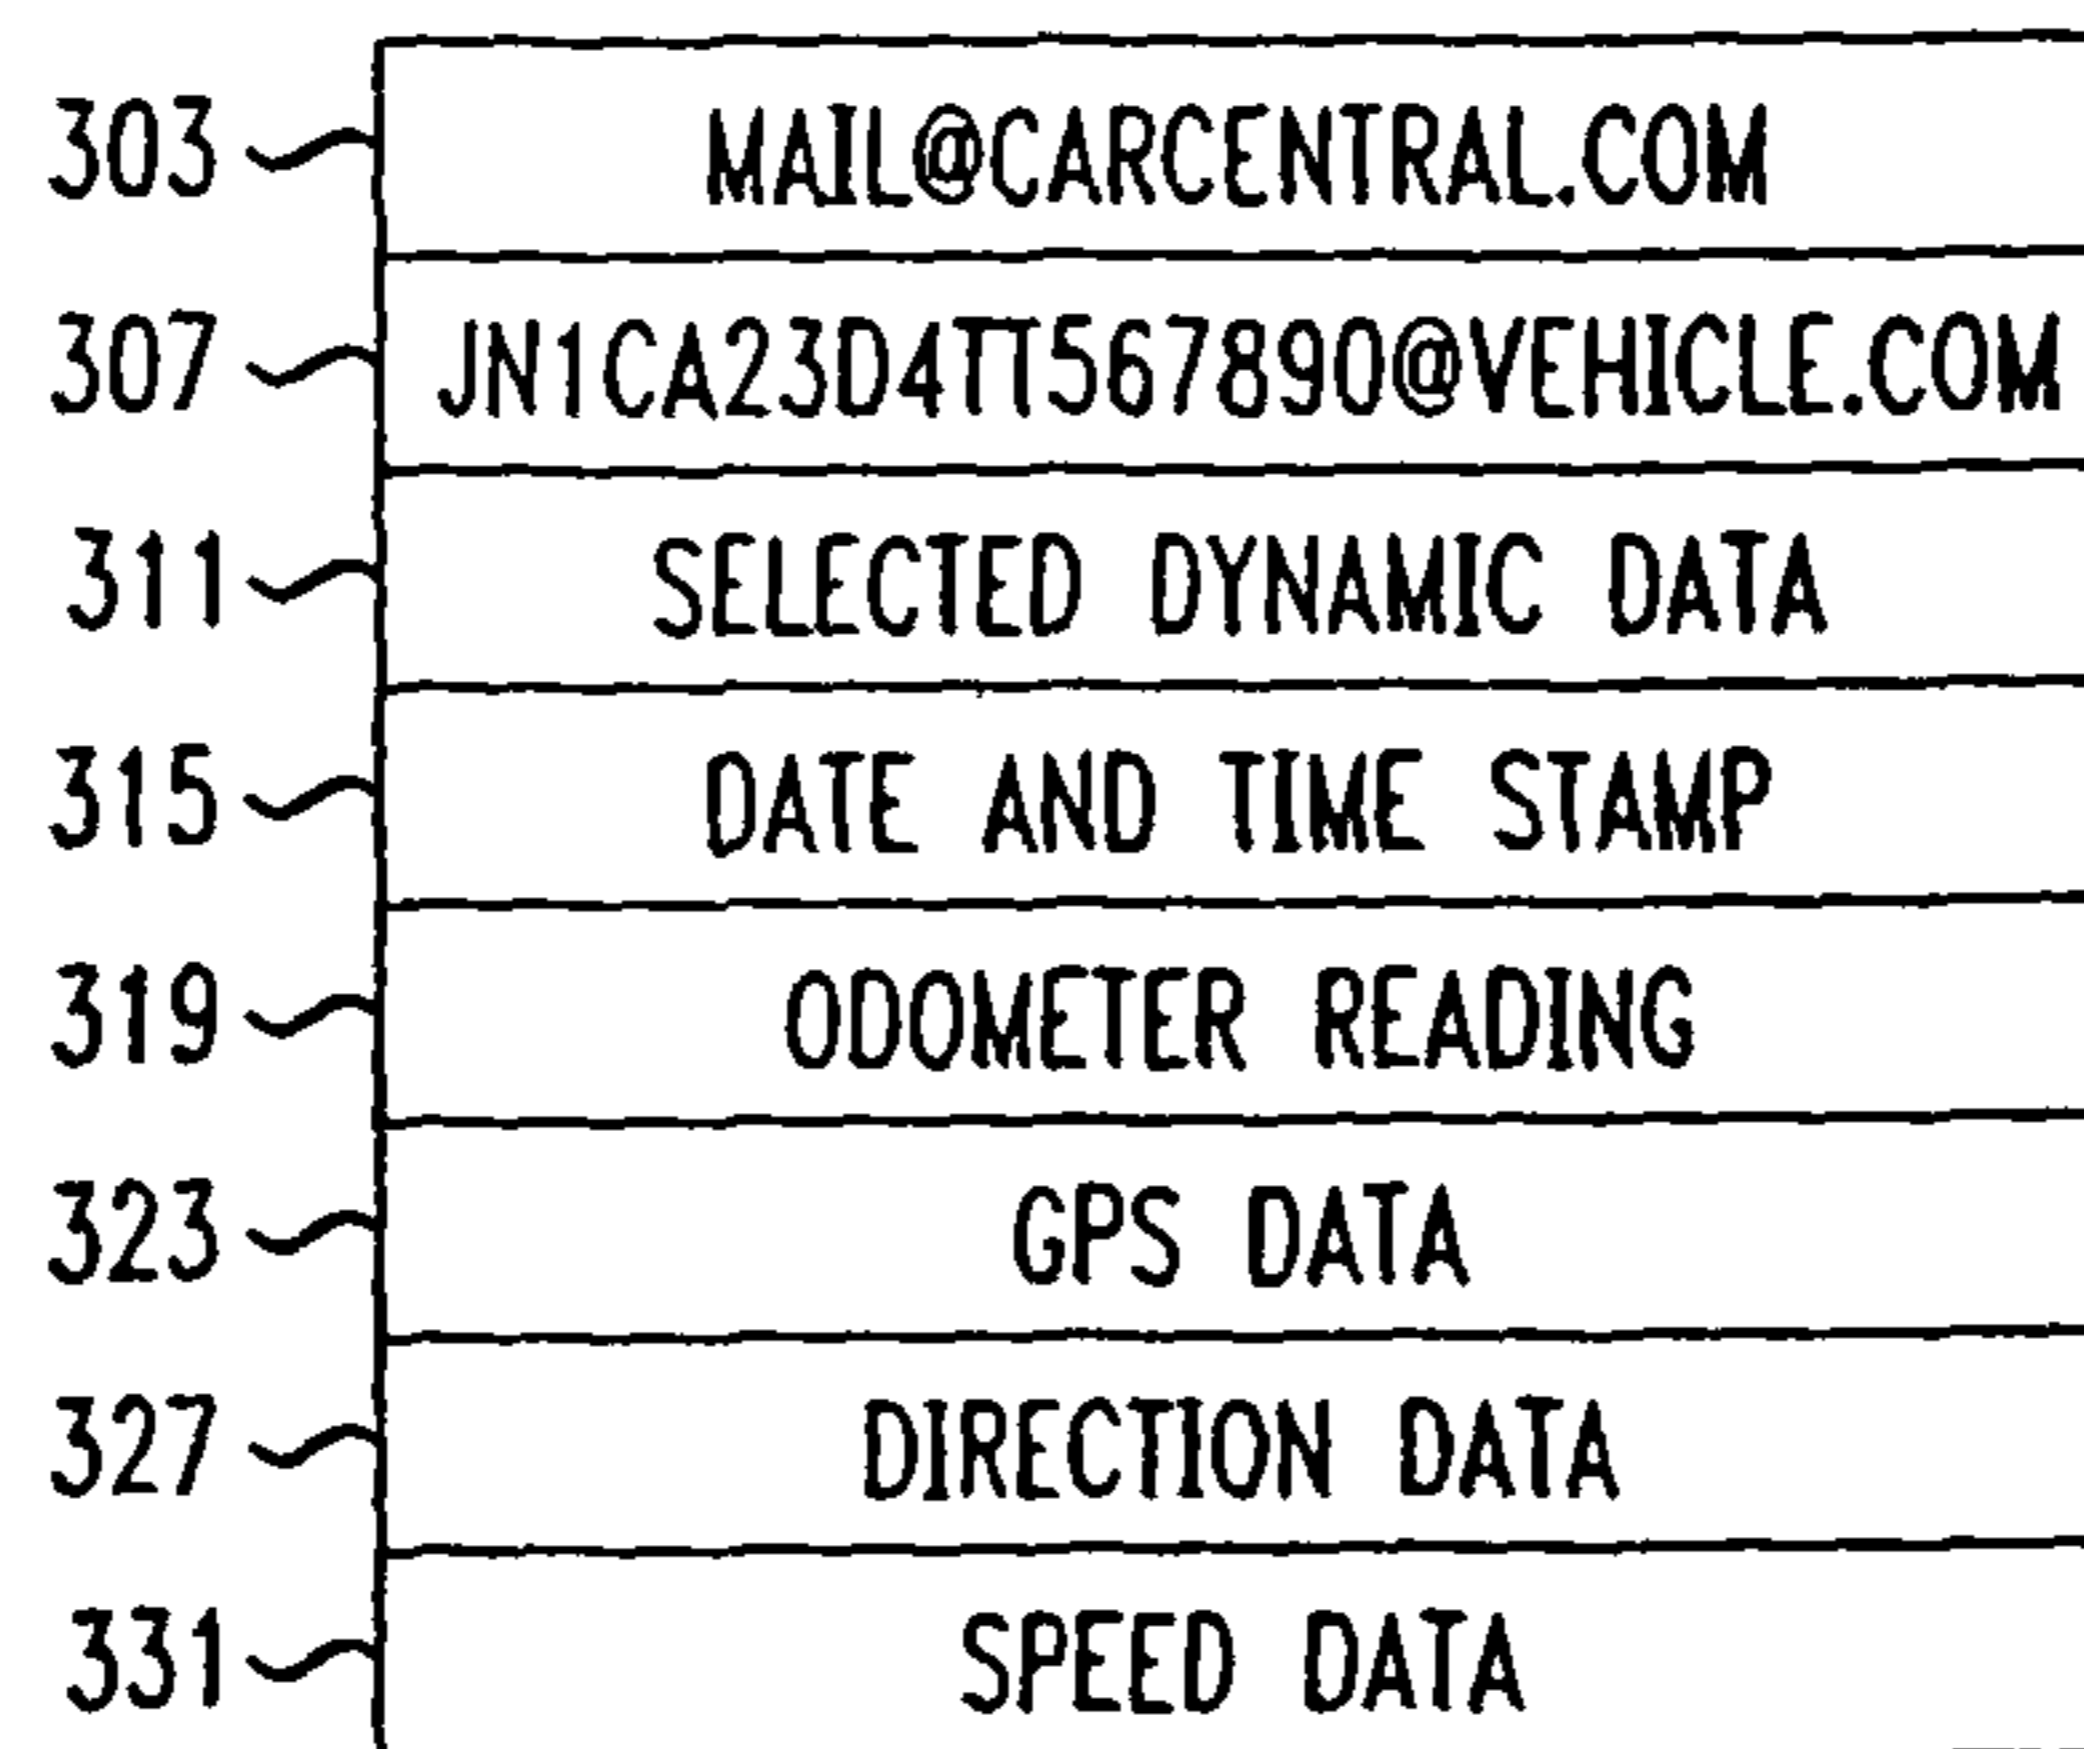 303 MAIL@CARCENTRAL.COM
307 JN1CA23D4TT567890@VEHICLE.COM
311 SELECTED DYNAMIC DATA
315 DATE AND TIME STAMP
319 ODOMETER READING
323 GPS DATA
327 DIRECTION DATA
331 SPEED DATA